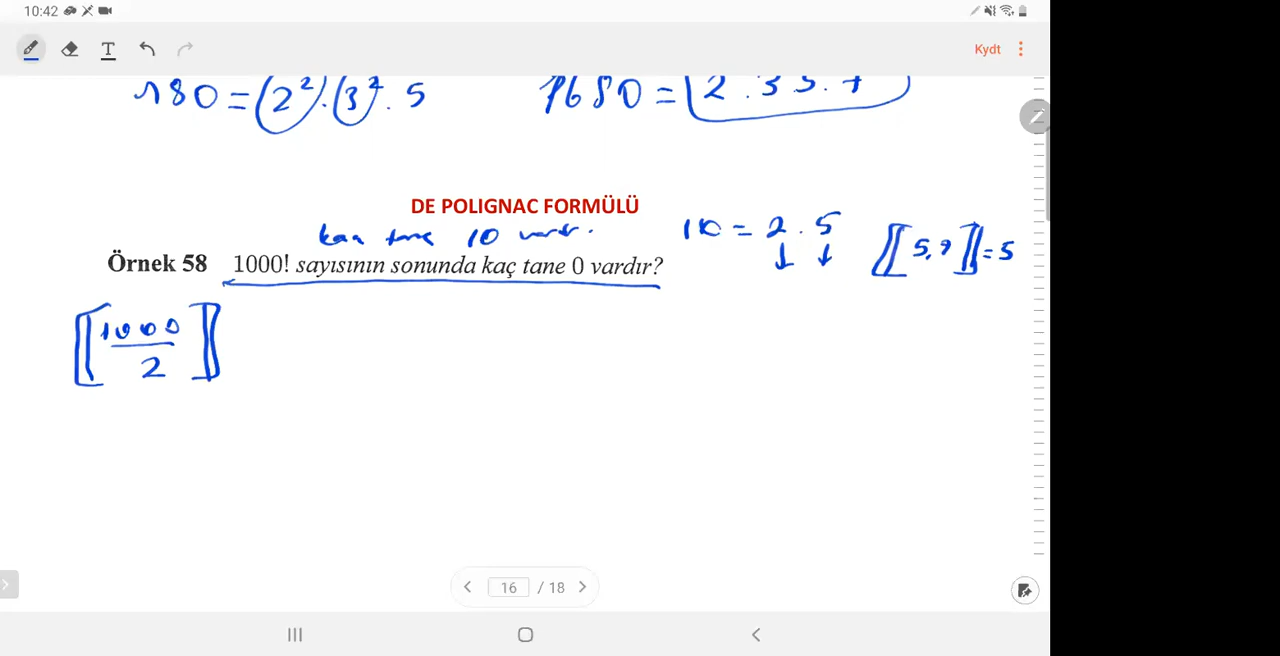 10:42
T
Kydt
180 = (2²).(3².5
1680 =
DE POLIGNAC FORMÜLÜ
kaç tane 10 vardır.
10 = 2.5
[[5,9]] = 5
Örnek 58 1000! sayısının sonunda kaç tane 0 vardır?
[[1000
2]]
16 / 18